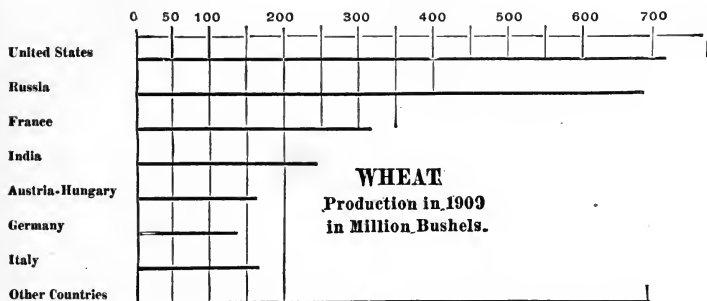 0 50 100 150 200 300 400 500 600 700
United States
Russia
France
India
Austria-Hungary
Germany
Italy
Other Countries
WHEAT
Production in 1909
in Million Bushels.